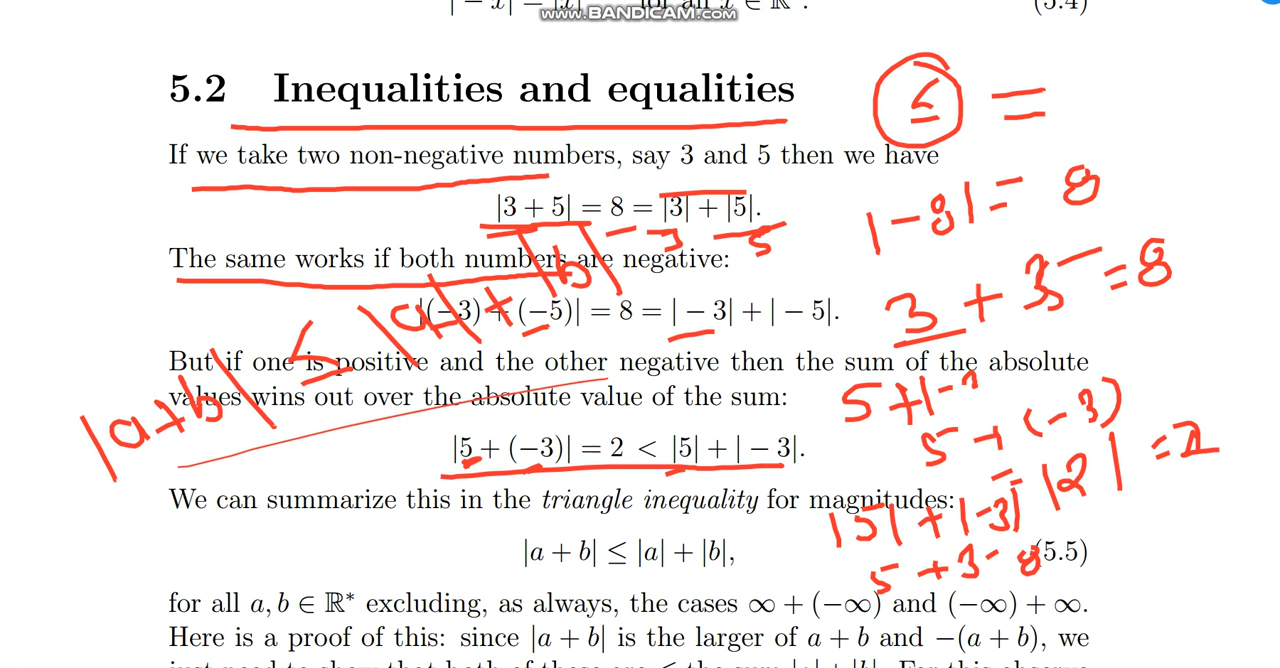 |− x| = |x| for all x ∈ ℝ*. (5.4)
www.BANDICAM.com
5.2 Inequalities and equalities
≤ =
If we take two non-negative numbers, say 3 and 5 then we have
|3 + 5| = 8 = |3| + |5|.
3 5
|-8| = 8
The same works if both numbers are negative:
|(−3) + (−5)| = 8 = | − 3| + | − 5|.
= 8
|a+b| ≤ |a| + |b|
But if one is positive and the other negative then the sum of the absolute
values wins out over the absolute value of the sum:
5 + (-3)
|5 + (−3)| = 2 < |5| + | − 3|.
= |2| = 2
We can summarize this in the triangle inequality for magnitudes:
|5| + |-3|
|a + b| ≤ |a| + |b|, (5.5)
5 + 3 = 8
for all a, b ∈ ℝ* excluding, as always, the cases ∞ + (−∞) and (−∞) + ∞.
Here is a proof of this: since |a + b| is the larger of a + b and −(a + b), we